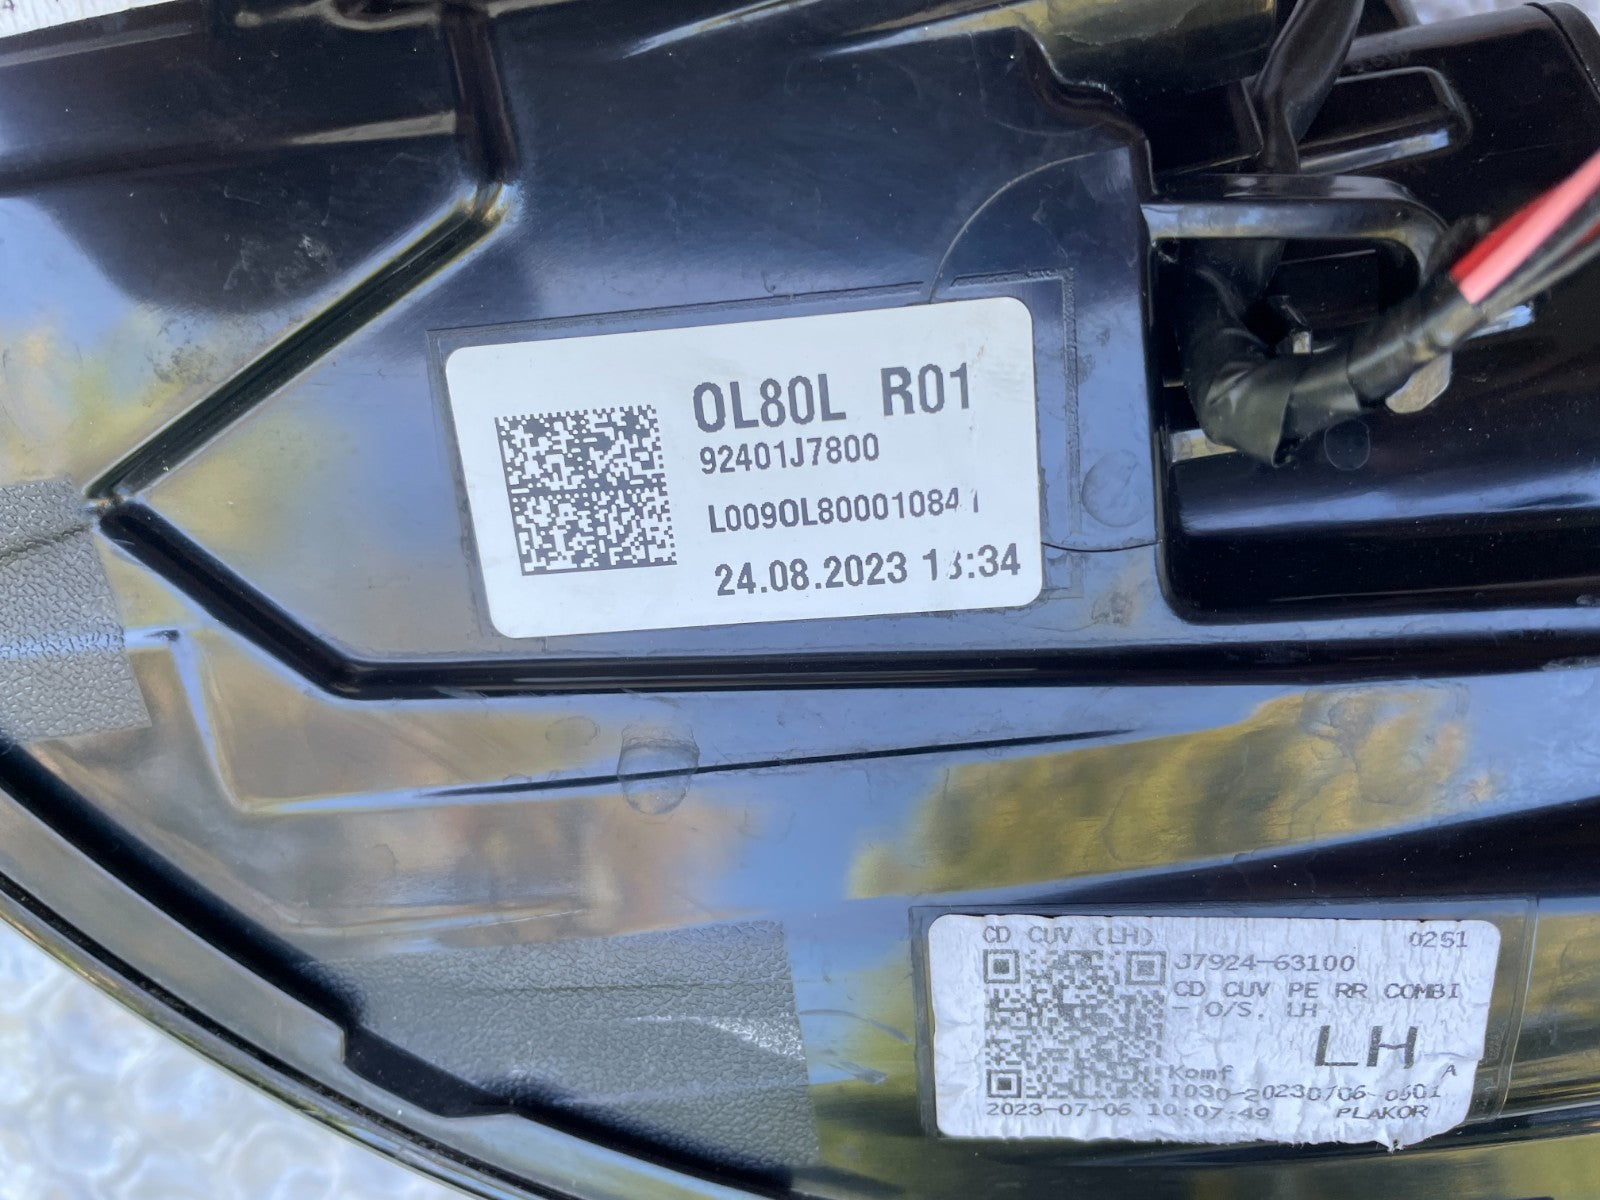 OL80L R01
92401J7800
24.08.2023
CD CUV (LH) 0251
J7924-63100
CD CUV PE RR COMBI
- O/S. LH
LH
Komf A
PLAKOR
2023-07-06 10:07:49